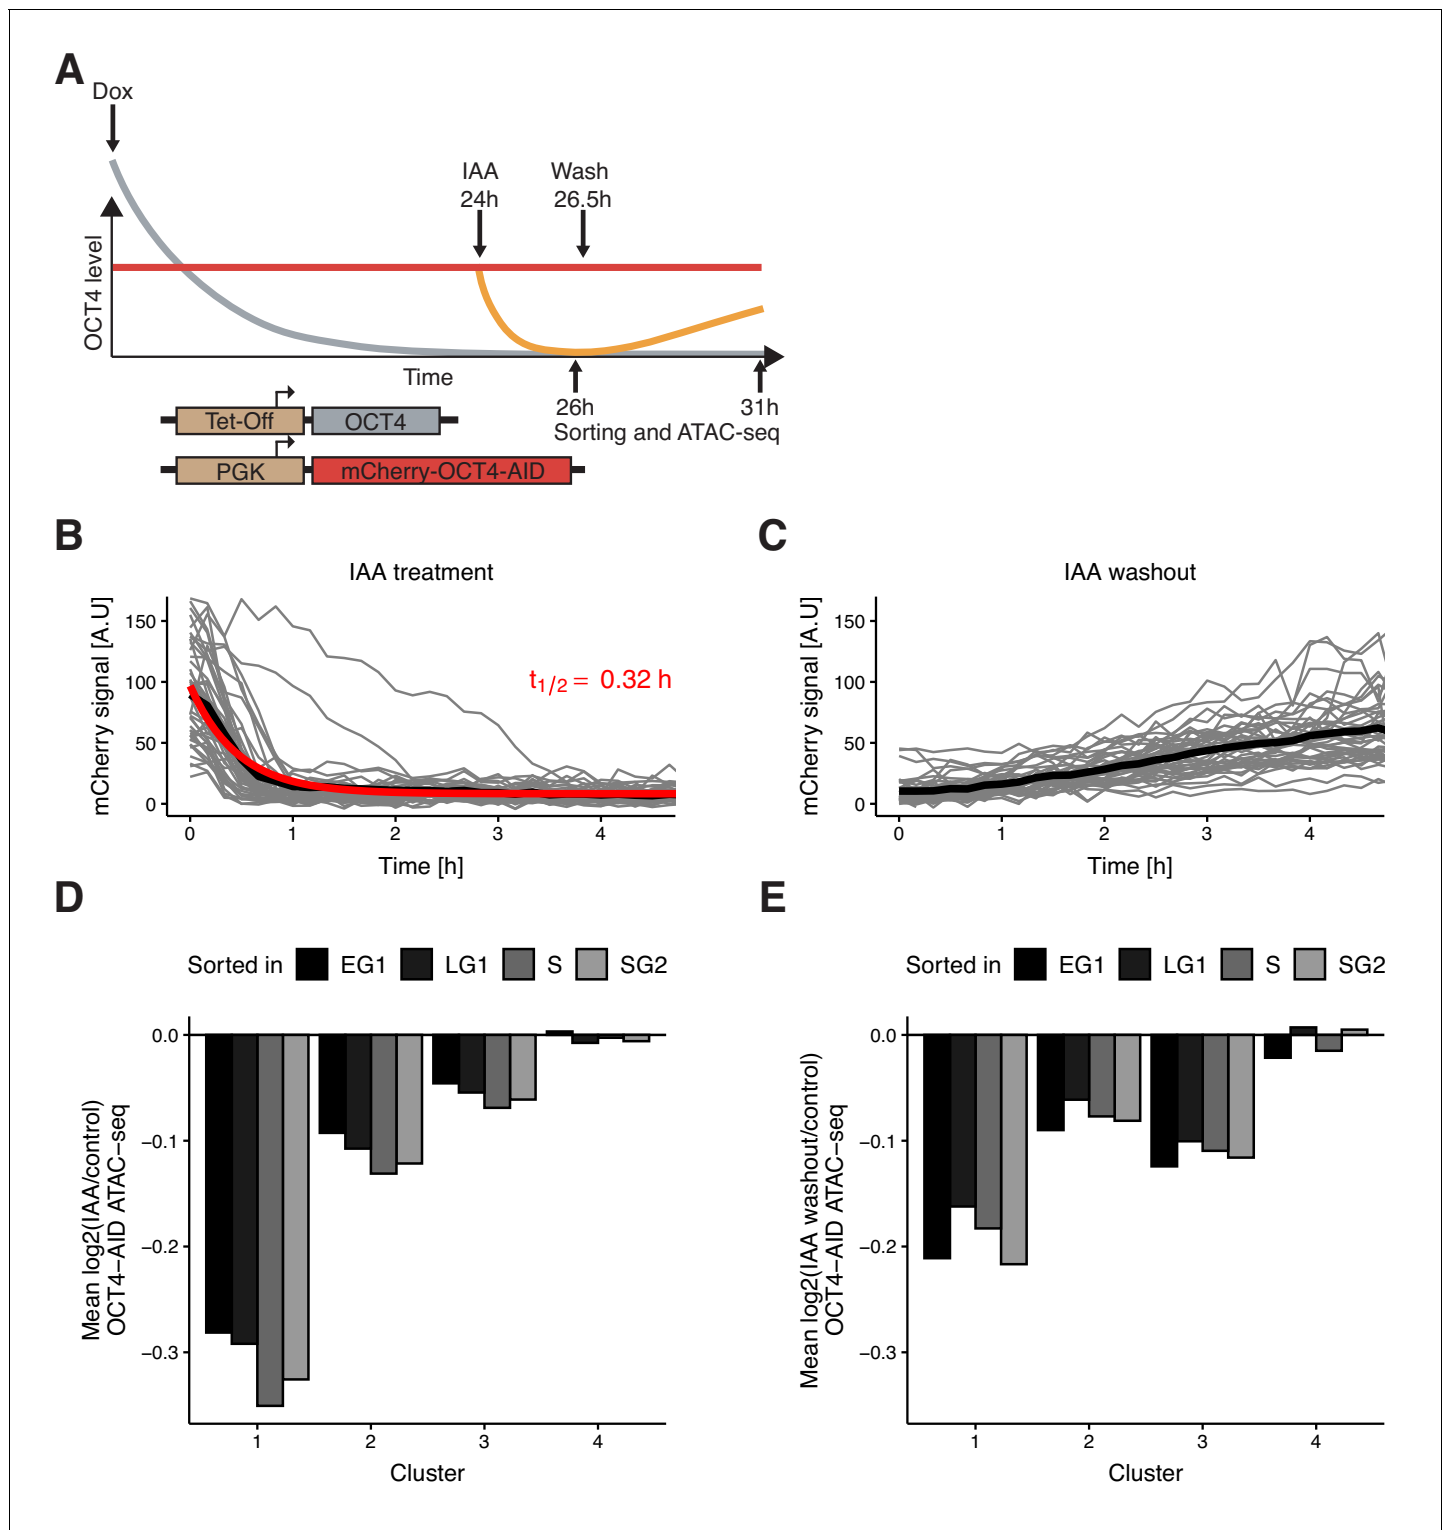 A
Dox
IAA
24h
Wash
26.5h
OCT4 level
Time
26h
31h
Sorting and ATAC-seq
Tet-Off
OCT4
PGK
mCherry-OCT4-AID
B
IAA treatment
mCherry signal [A.U]
150
100
50
0
t1/2 = 0.32 h
0 1 2 3 4
Time [h]
C
IAA washout
mCherry signal [A.U]
150
100
50
0
0 1 2 3 4
Time [h]
D
Sorted in EG1 LG1 S SG2
Mean log2(IAA/control)
OCT4−AID ATAC−seq
0.0
−0.1
−0.2
−0.3
1 2 3 4
Cluster
E
Sorted in EG1 LG1 S SG2
Mean log2(IAA washout/control)
OCT4−AID ATAC−seq
0.0
−0.1
−0.2
−0.3
1 2 3 4
Cluster